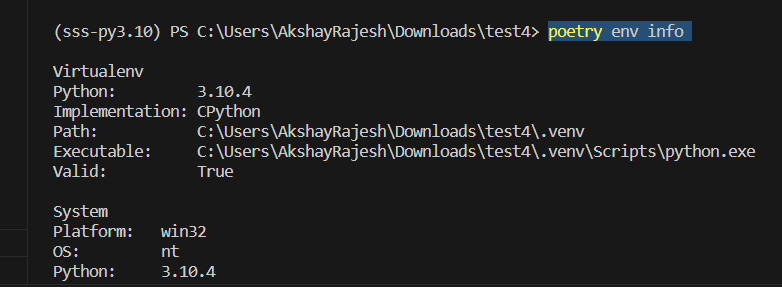 (sss-py3.10) PS C:\Users\AkshayRajesh\Downloads\test4> poetry env info
Virtualenv
Python: 3.10.4
Implementation: CPython
Path: C:\Users\AkshayRajesh\Downloads\test4\.venv
Executable: C:\Users\AkshayRajesh\Downloads\test4\.venv\Scripts\python.exe
Valid: True
System
Platform: win32
OS: nt
Python: 3.10.4